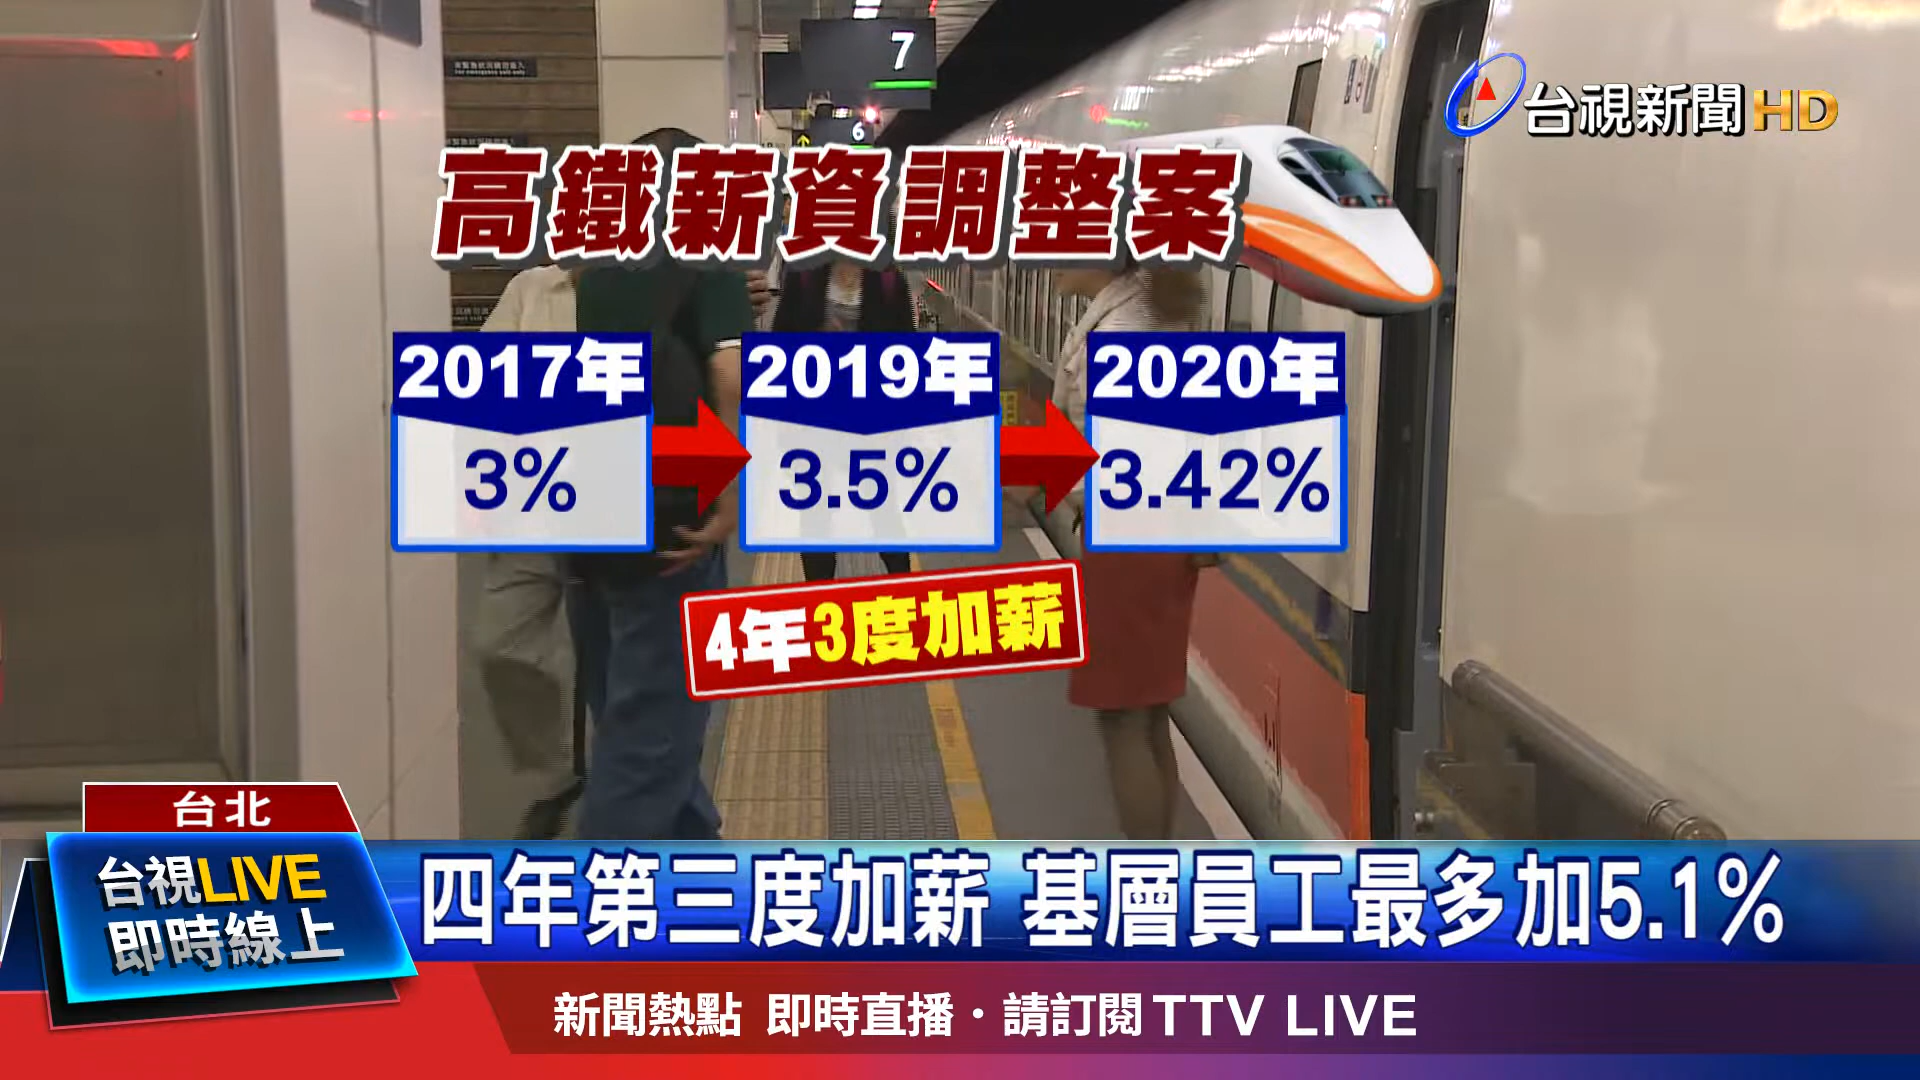 7
6
台視新聞HD
高鐵薪資調整案
2017年
3%
2019年
3.5%
2020年
3.42%
4年3度加薪
台北
台視LIVE
即時線上
四年第三度加薪 基層員工最多加5.1%
新聞熱點 即時直播・請訂閱TTV LIVE